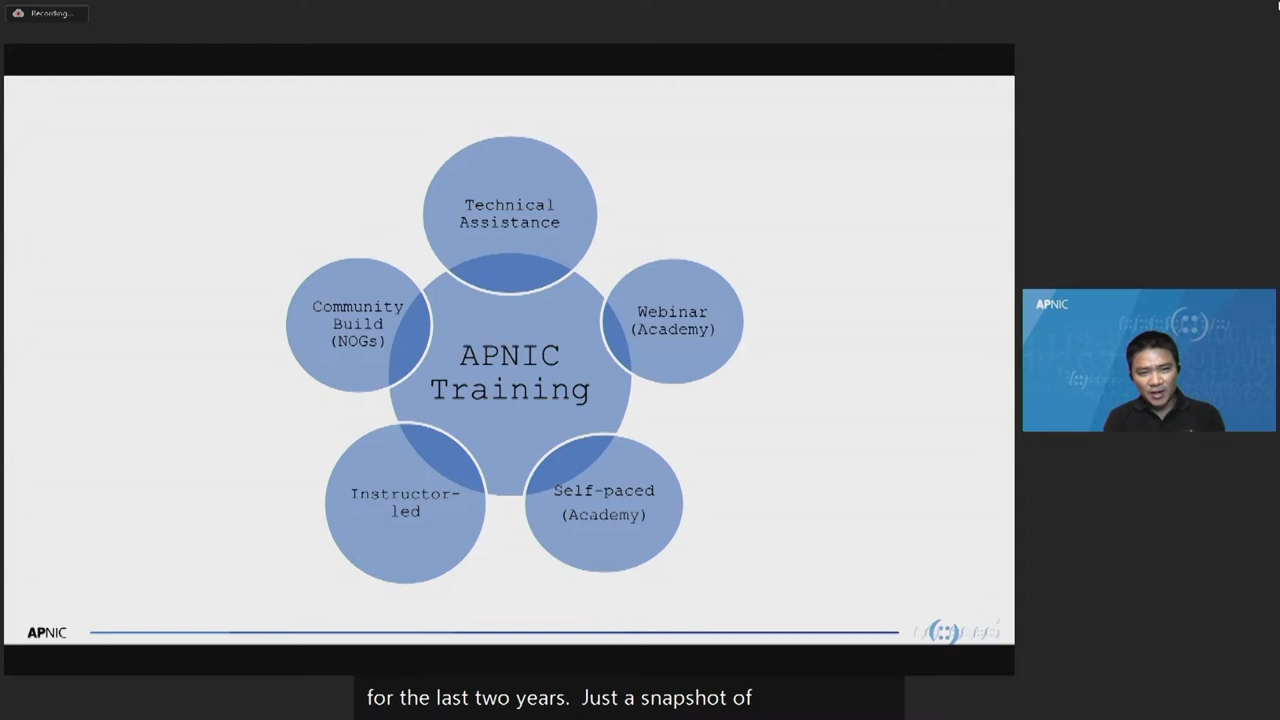 Recording...
Technical
Assistance
Community
Build
(NOGs)
Webinar
(Academy)
APNIC
Training
Instructor-
led
Self-paced
(Academy)
APNIC
APNIC
for the last two years.  Just a snapshot of